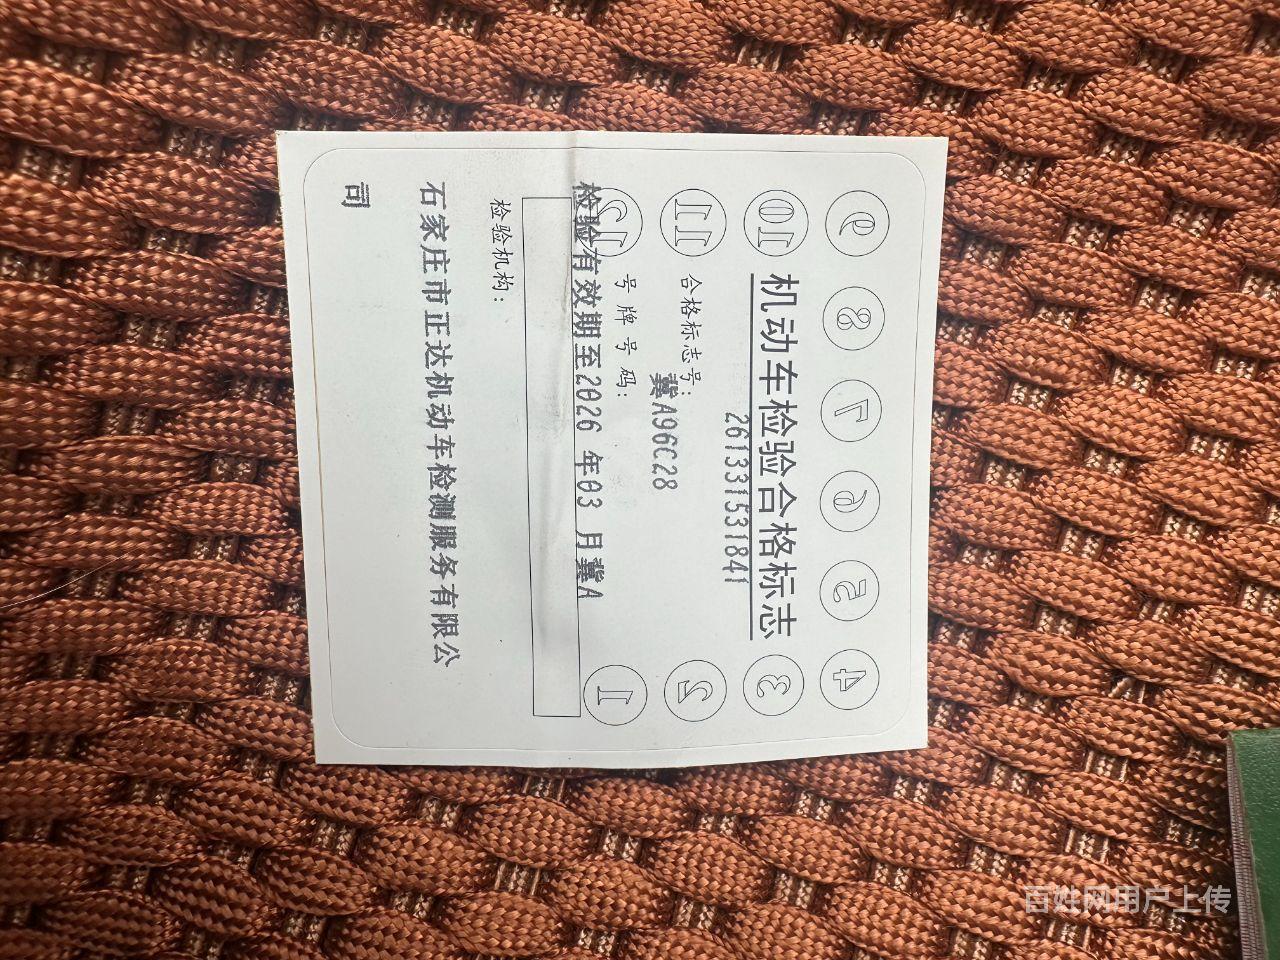 9 8 7 6 5 4
10 机动车检验合格标志 3
合格标志号: 261331531841
11 2
号牌号码: 冀A96C28
12 1
检验有效期至2026 年03 月冀A
检验机构:
石家庄市正达机动车检测服务有限公
司
百姓网用户上传